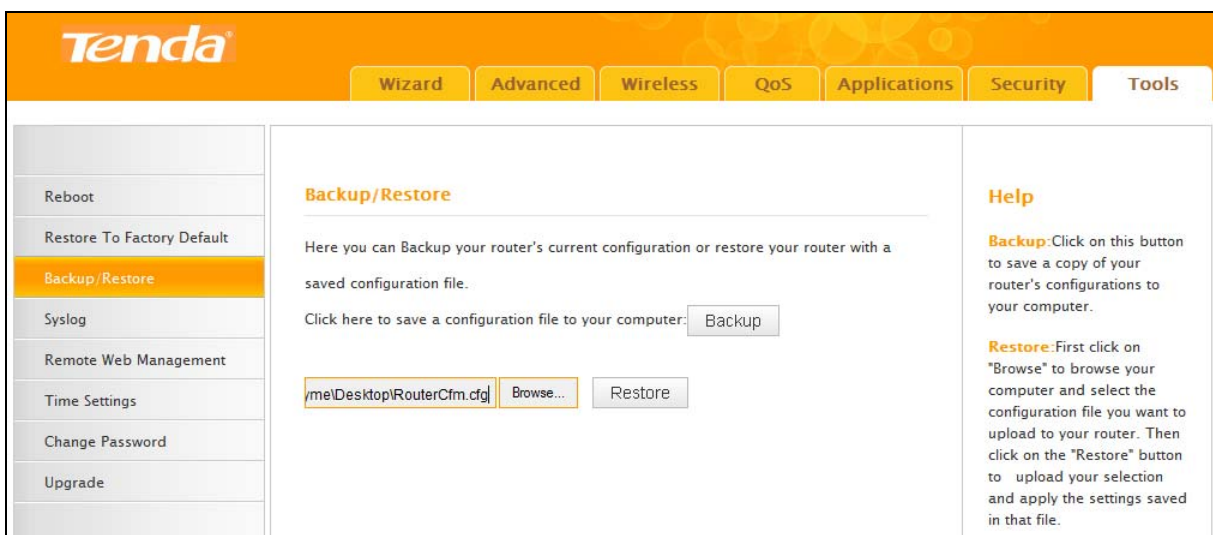 Tenda
Wizard Advanced Wireless QoS Applications Security Tools
Reboot
Restore To Factory Default
Backup/Restore
Syslog
Remote Web Management
Time Settings
Change Password
Upgrade
Backup/Restore
Here you can Backup your router's current configuration or restore your router with a
saved configuration file.
Click here to save a configuration file to your computer: Backup
yme\Desktop\RouterCfm.cfg Browse... Restore
Help
Backup:Click on this button
to save a copy of your
router's configurations to
your computer.
Restore:First click on
"Browse" to browse your
computer and select the
configuration file you want to
upload to your router. Then
click on the "Restore" button
to upload your selection
and apply the settings saved
in that file.